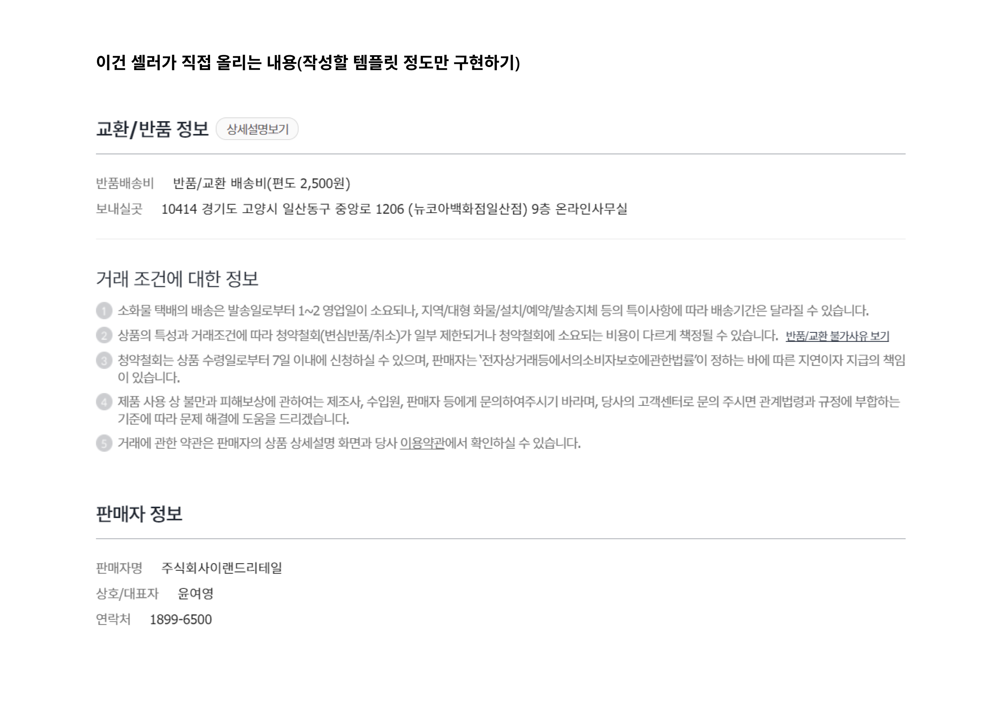 이건 셀러가 직접 올리는 내용(작성할 템플릿 정도만 구현하기)
교환/반품 정보 상세설명보기
반품배송비 반품/교환 배송비(편도 2,500원)
보내실곳 10414 경기도 고양시 일산동구 중앙로 1206 (뉴코아백화점일산점) 9층 온라인사무실
거래 조건에 대한 정보
1 소화물 택배의 배송은 발송일로부터 1~2 영업일이 소요되나, 지역/대형 화물/설치/예약/발송지체 등의 특이사항에 따라 배송기간은 달라질 수 있습니다.
2 상품의 특성과 거래조건에 따라 청약철회(변심반품/취소)가 일부 제한되거나 청약철회에 소요되는 비용이 다르게 책정될 수 있습니다. 반품/교환 불가사유 보기
3 청약철회는 상품 수령일로부터 7일 이내에 신청하실 수 있으며, 판매자는 ‘전자상거래등에서의소비자보호에관한법률’이 정하는 바에 따른 지연이자 지급의 책임
이 있습니다.
4 제품 사용 상 불만과 피해보상에 관하여는 제조사, 수입원, 판매자 등에게 문의하여주시기 바라며, 당사의 고객센터로 문의 주시면 관계법령과 규정에 부합하는
기준에 따라 문제 해결에 도움을 드리겠습니다.
5 거래에 관한 약관은 판매자의 상품 상세설명 화면과 당사 이용약관에서 확인하실 수 있습니다.
판매자 정보
판매자명 주식회사이랜드리테일
상호/대표자 윤여영
연락처 1899-6500